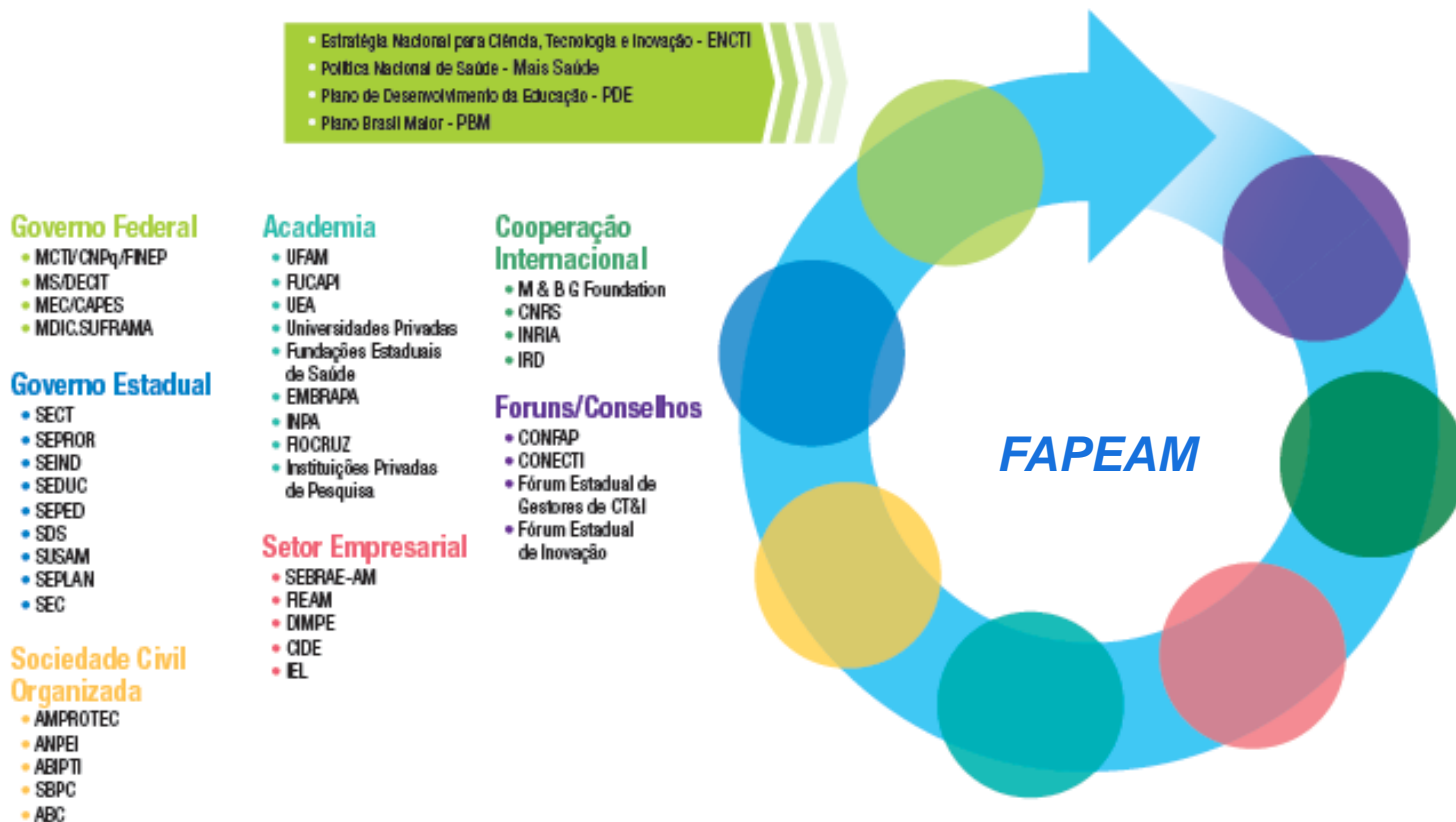 • Estratégia Nacional para Ciência, Tecnologia e Inovação - ENCTI
• Política Nacional de Saúde - Mais Saúde
• Plano de Desenvolvimento da Educação - PDE
• Plano Brasil Maior - PBM
Governo Federal
• MCTI/CNPq/FINEP
• MS/DECIT
• MEC/CAPES
• MDIC.SUFRAMA
Governo Estadual
• SECT
• SEPROR
• SEIND
• SEDUC
• SEPED
• SDS
• SUSAM
• SEPLAN
• SEC
Sociedade Civil
Organizada
• AMPROTEC
• ANPEI
• ABIPTI
• SBPC
• ABC
Academia
• UFAM
• FUCAPI
• UEA
• Universidades Privadas
• Fundações Estaduais
de Saúde
• EMBRAPA
• INPA
• FIOCRUZ
• Instituições Privadas
de Pesquisa
Setor Empresarial
• SEBRAE-AM
• FIEAM
• DIMPE
• CIDE
• IEL
Cooperação
Internacional
• M & B G Foundation
• CNRS
• INRIA
• IRD
Foruns/Conselhos
• CONFAP
• CONECTI
• Fórum Estadual de
Gestores de CT&I
• Fórum Estadual
de Inovação
FAPEAM